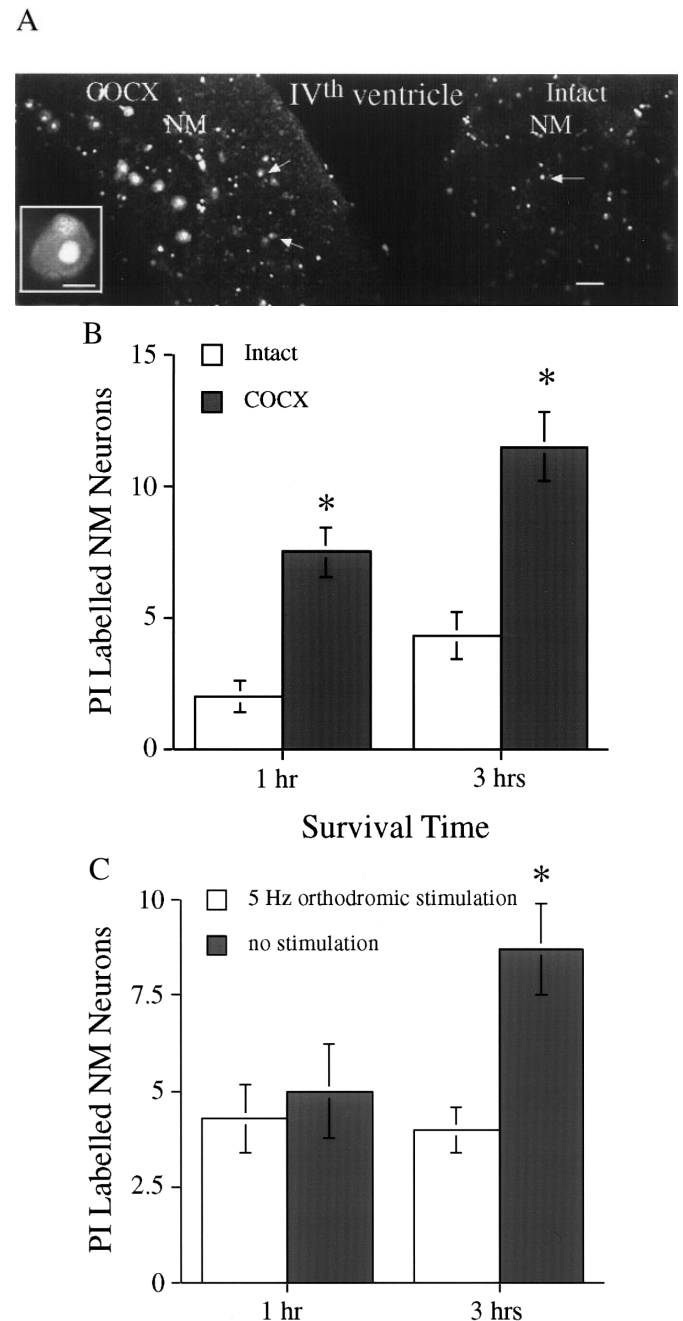 A
COCX IVth ventricle Intact
NM NM
B
15
10
5
0
PI Labelled NM Neurons
Intact
COCX
*
*
1 hr 3 hrs
Survival Time
C
10
7.5
5
2.5
0
PI Labelled NM Neurons
5 Hz orthodromic stimulation
no stimulation
*
1 hr 3 hrs